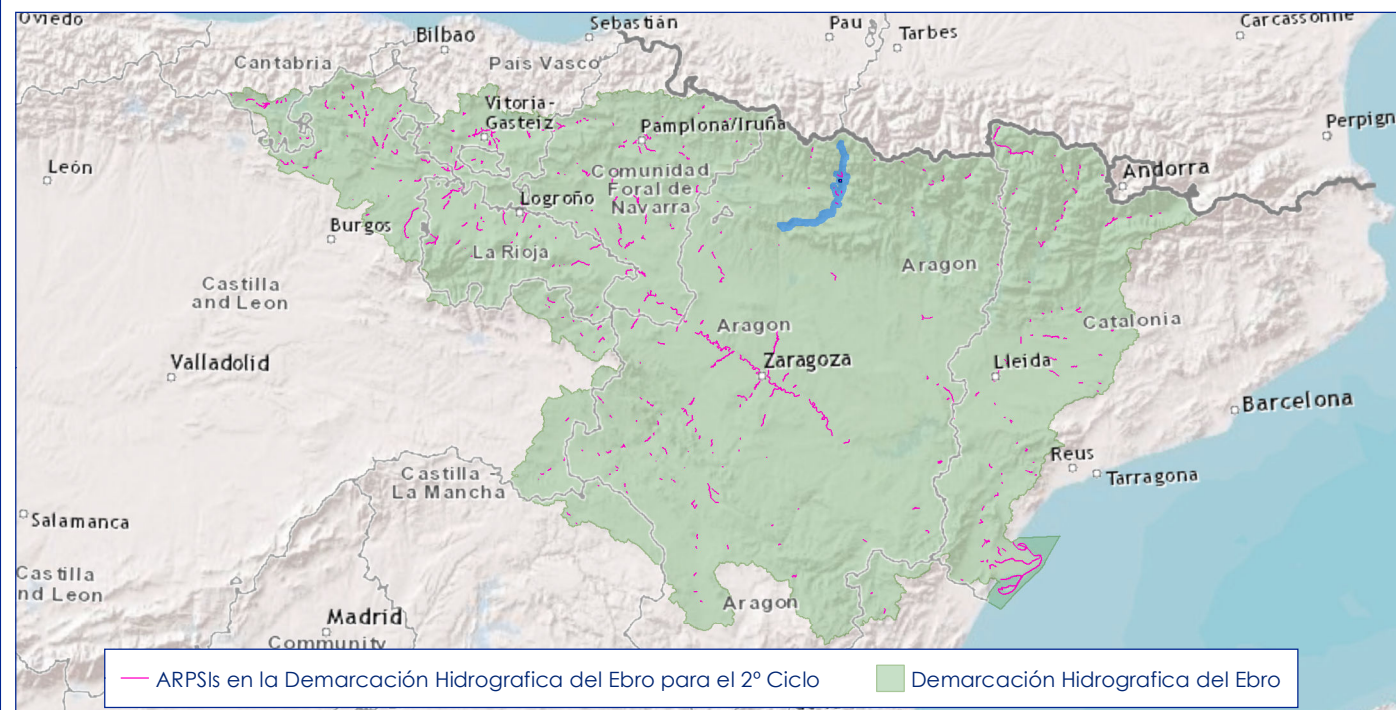 Oviedo
Sebastián
Pau
Carcassonne
Bilbao
Tarbes
Cantabria
Pais Vasco
Vitoria-
Gasteiz
Pamplona/Iruña
Perpign
León
Comunidad
Foral de
Navarra
Andorra
Logroño
Burgos
La Rioja
Aragon
Castilla
and Leon
Aragon
Catalonia
Valladolid
Zaragoza
Lleida
Barcelona
Reus
Castilla -
La Mancha
Tarragona
Salamanca
Castilla
nd Leon
Aragon
Madrid
Community
ARPSIs en la Demarcación Hidrografica del Ebro para el 2º Ciclo
Demarcación Hidrografica del Ebro